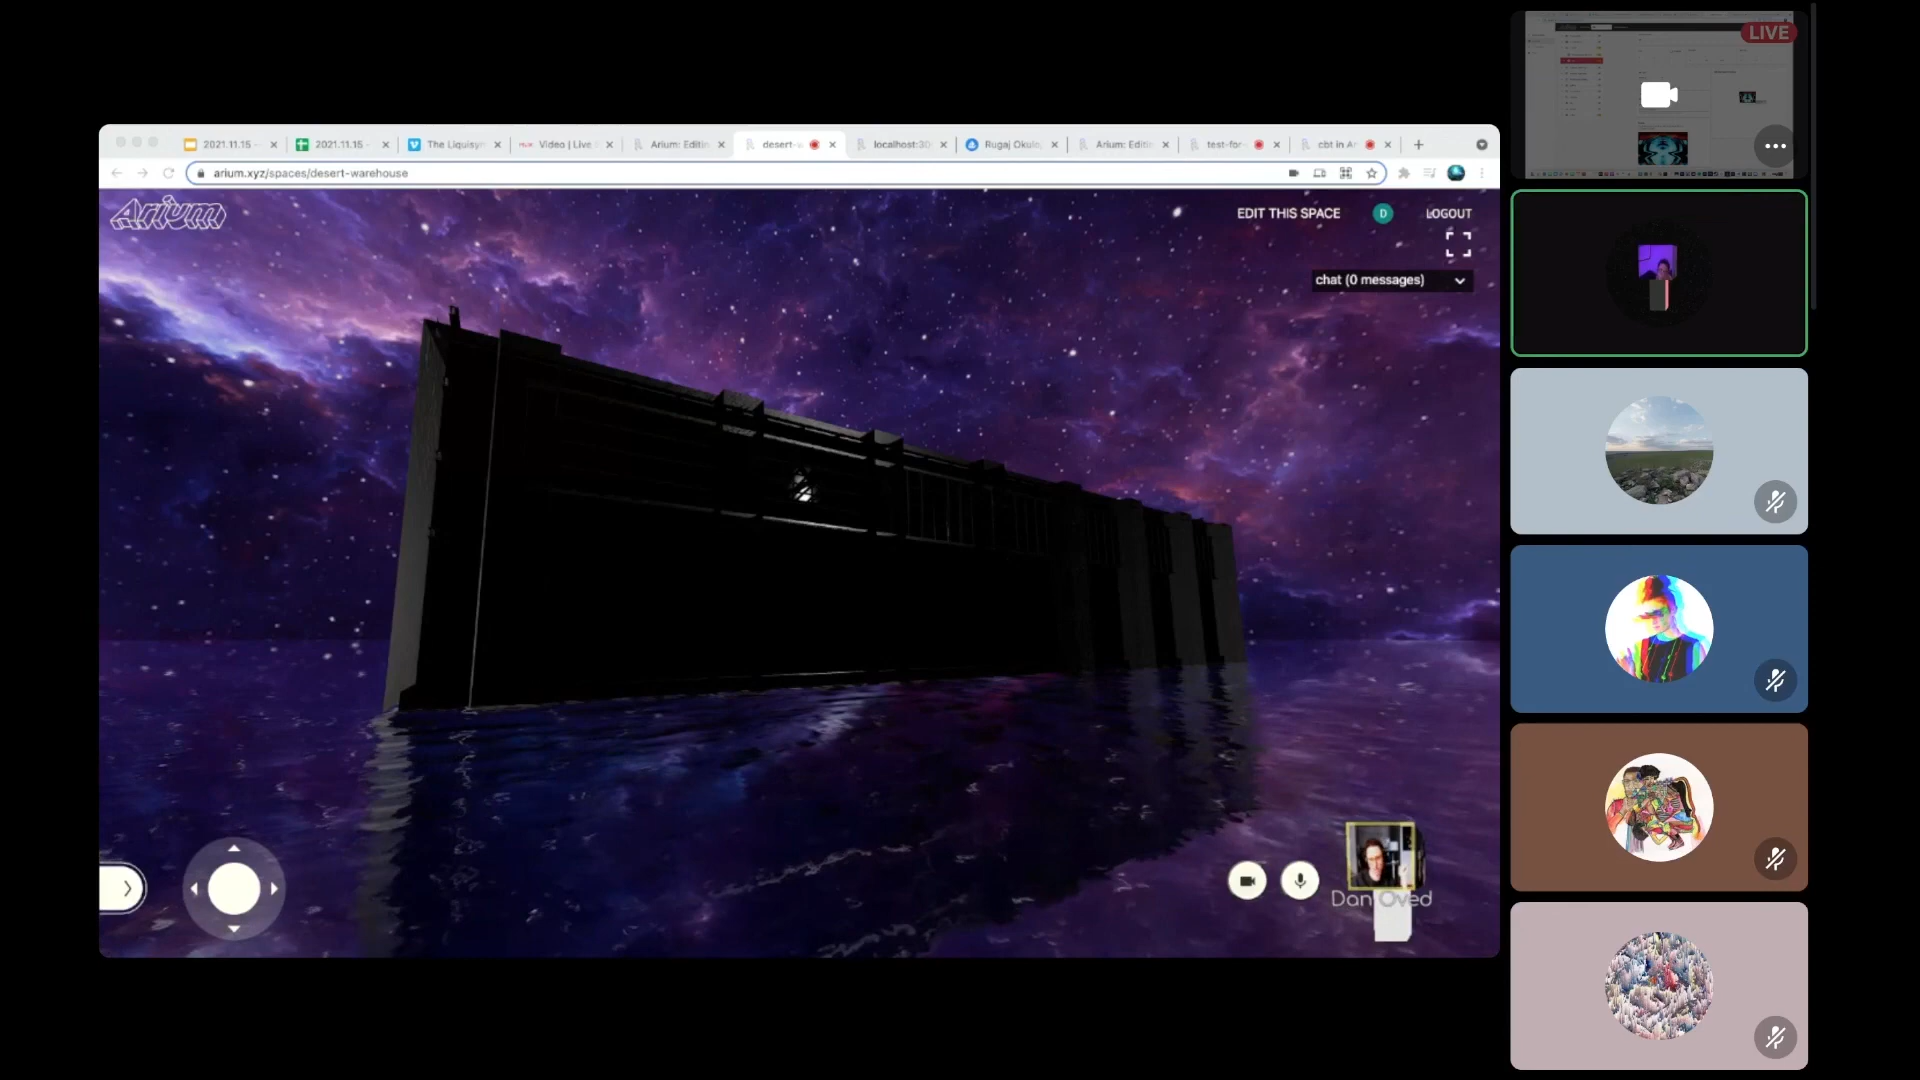 LIVE
2021.11.15 -
2021.11.15 -
The Liquisym
Video | Live
Arium: Editin
desert-w
localhost:30
Rugaj Okulo,
Arium: Editin
test-for-
cbt in Ar
arium.xyz/spaces/desert-warehouse
Arium
EDIT THIS SPACE
D
LOGOUT
chat (0 messages)
Dan Oved